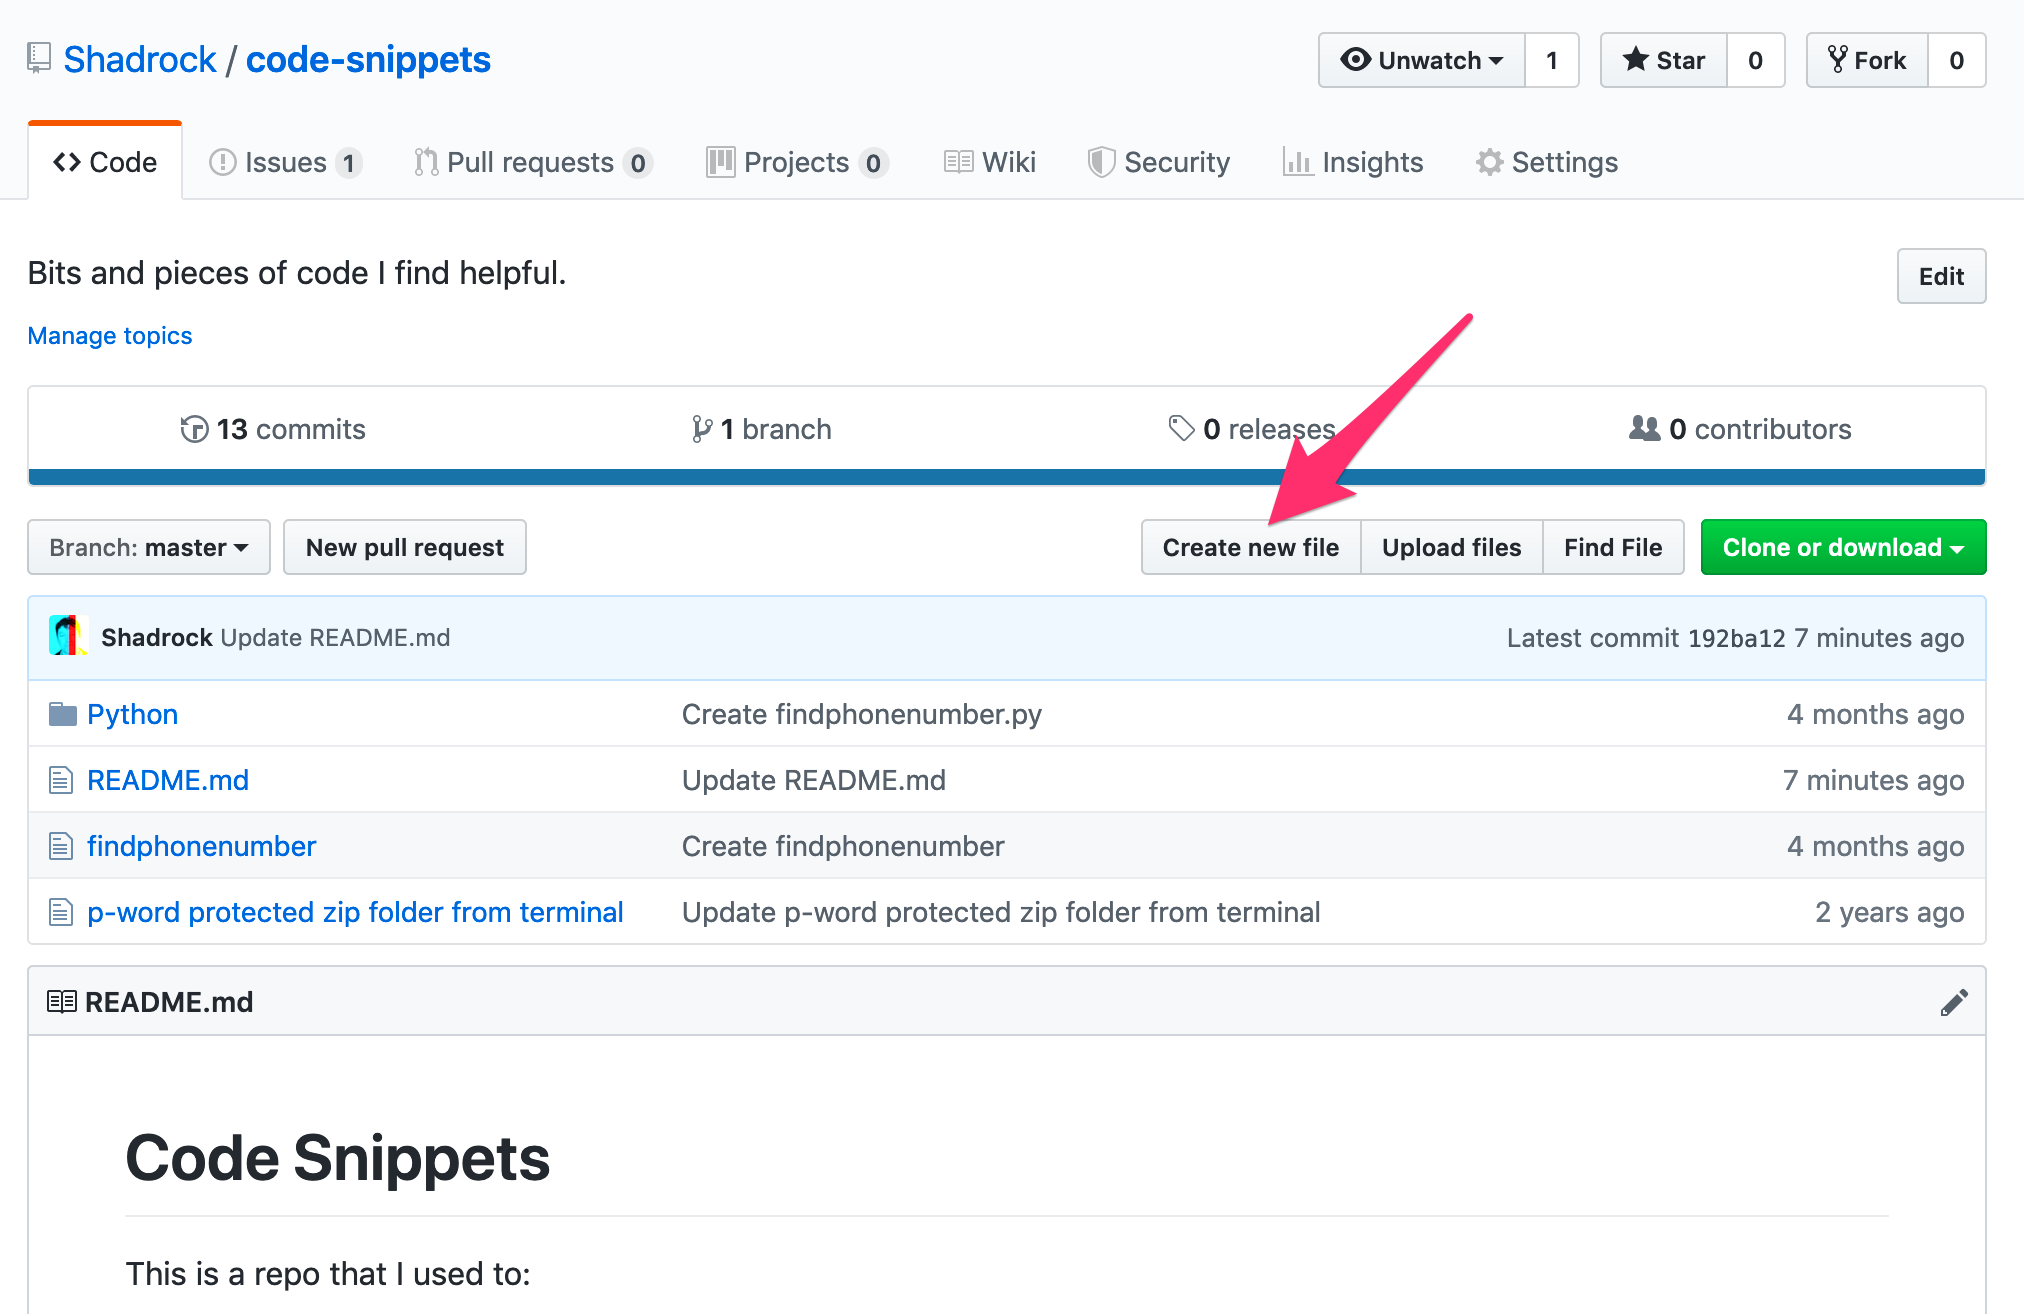 Shadrock / code-snippets
Unwatch 1 Star 0 Fork 0
Code Issues 1 Pull requests 0 Projects 0 Wiki Security Insights Settings
Bits and pieces of code I find helpful.
Edit
Manage topics
13 commits 1 branch 0 releases 0 contributors
Branch: master New pull request Create new file Upload files Find File Clone or download
Shadrock Update README.md Latest commit 192ba12 7 minutes ago
Python Create findphonenumber.py 4 months ago
README.md Update README.md 7 minutes ago
findphonenumber Create findphonenumber 4 months ago
p-word protected zip folder from terminal Update p-word protected zip folder from terminal 2 years ago
README.md
Code Snippets
This is a repo that I used to: